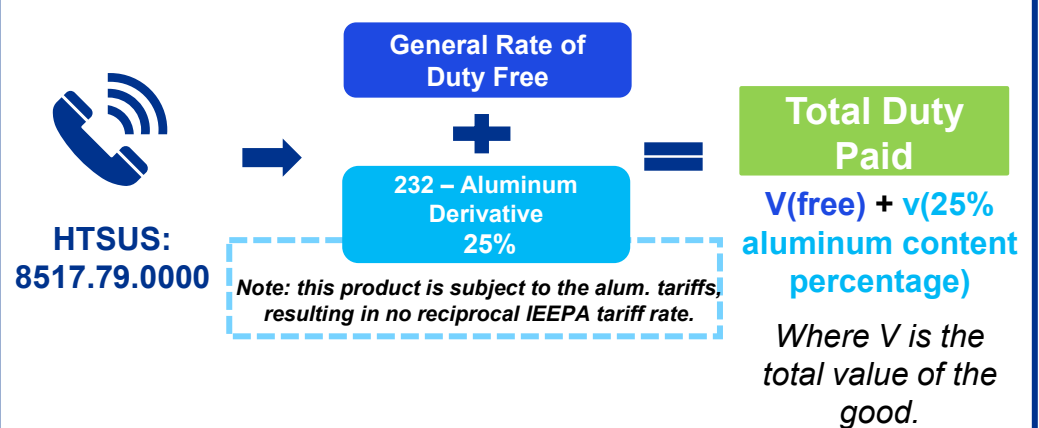 HTSUS:
8517.79.0000
General Rate of
Duty Free
232 – Aluminum
Derivative
25%
Note: this product is subject to the alum. tariffs,
resulting in no reciprocal IEEPA tariff rate.
Total Duty
Paid
V(free) + v(25%
aluminum content
percentage)
Where V is the
total value of the
good.